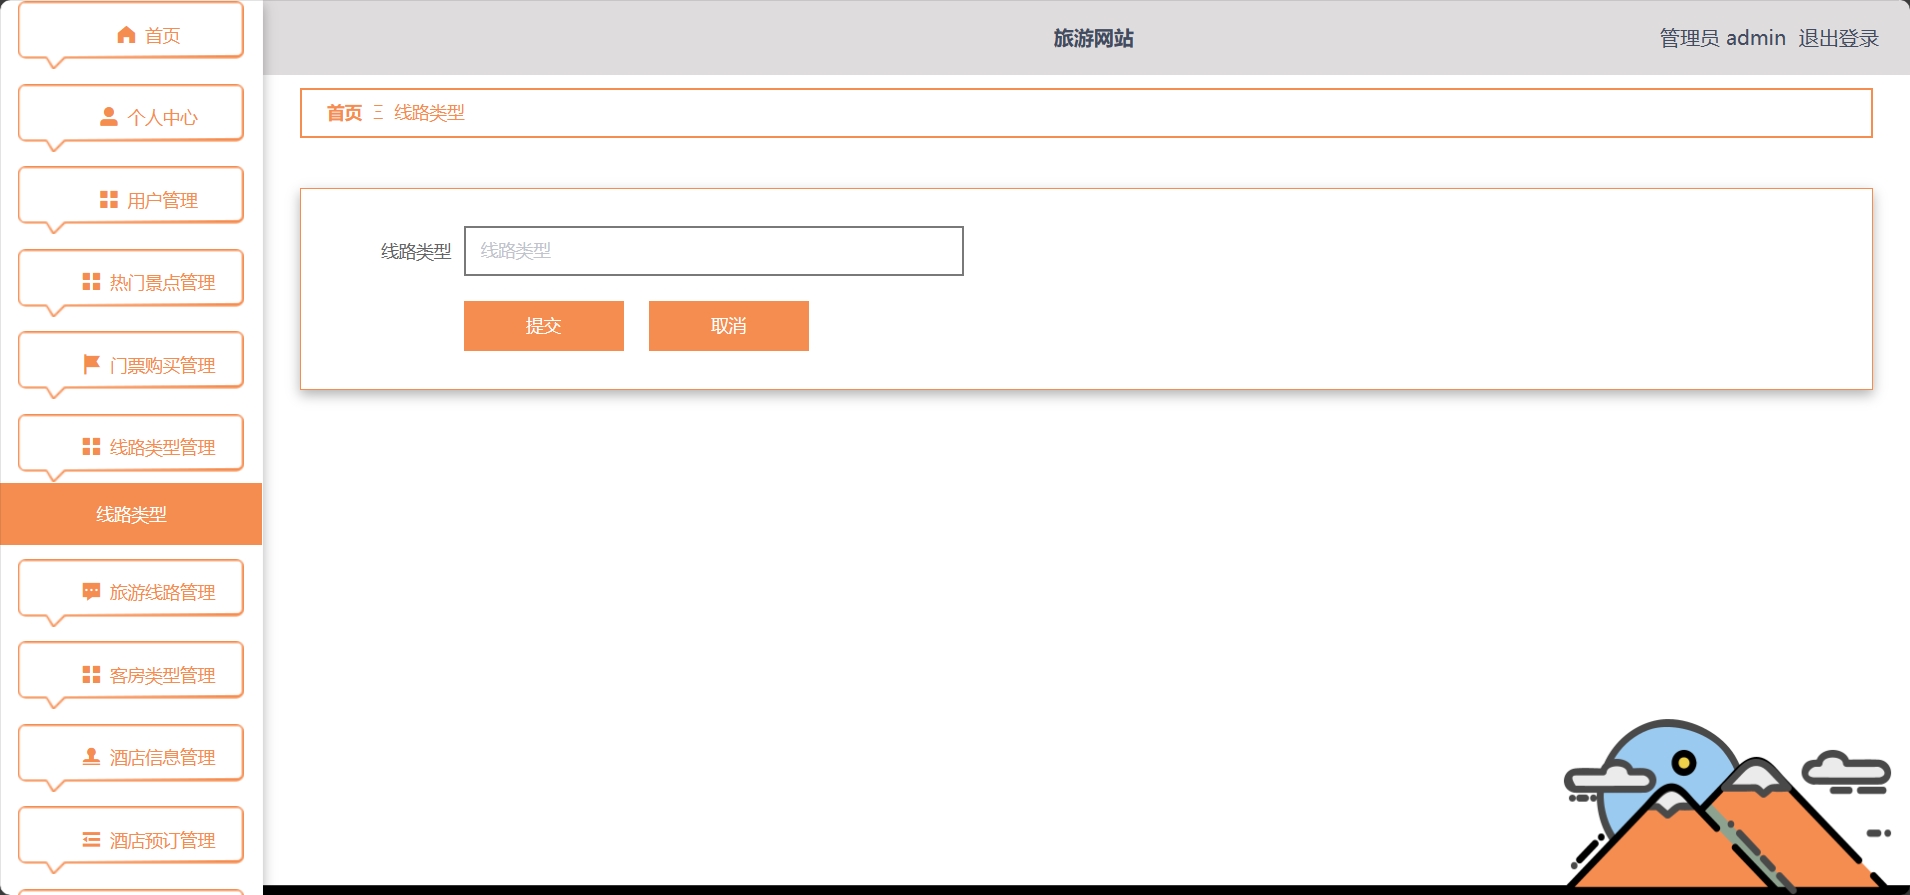 首页
个人中心
用户管理
热门景点管理
门票购买管理
线路类型管理
线路类型
旅游线路管理
客房类型管理
酒店信息管理
酒店预订管理
旅游网站
管理员 admin 退出登录
首页 Ξ 线路类型
线路类型 线路类型
提交 取消